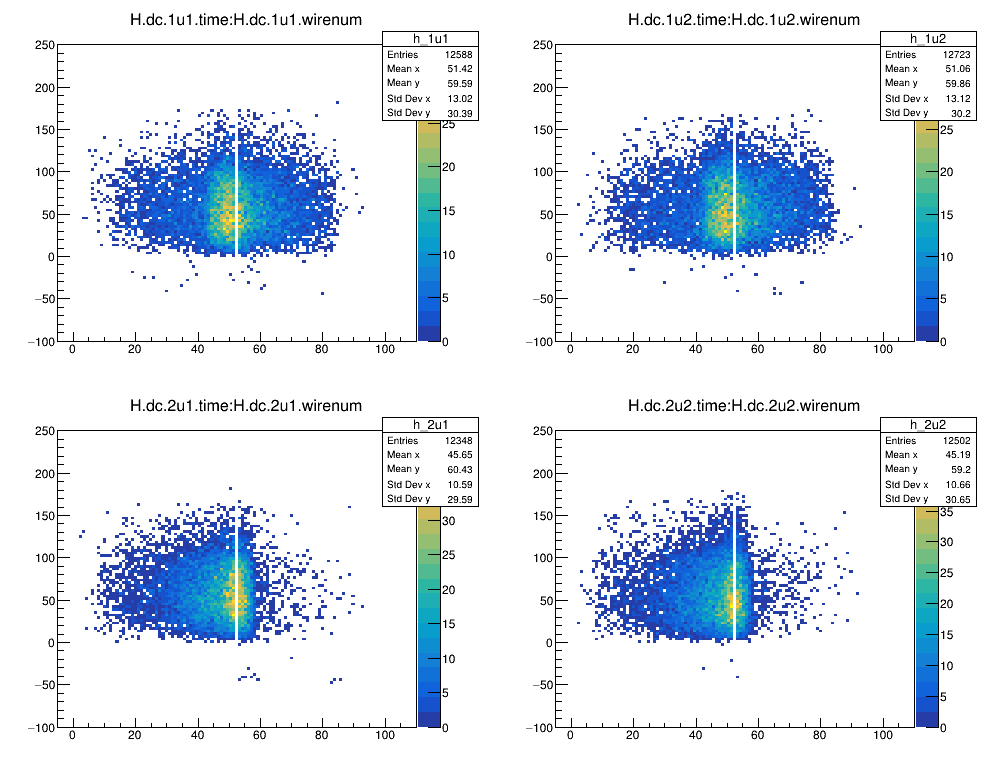 H.dc.1u1.time:H.dc.1u1.wirenum
h_1u1
Entries 12588
Mean x 51.42
Mean y 59.59
Std Dev x 13.02
Std Dev y 30.39
250
200
150
100
50
0
−50
−100
0 20 40 60 80 100
25
20
15
10
5
0
H.dc.1u2.time:H.dc.1u2.wirenum
h_1u2
Entries 12723
Mean x 51.06
Mean y 59.86
Std Dev x 13.12
Std Dev y 30.2
250
200
150
100
50
0
−50
−100
0 20 40 60 80 100
25
20
15
10
5
0
H.dc.2u1.time:H.dc.2u1.wirenum
h_2u1
Entries 12348
Mean x 45.65
Mean y 60.43
Std Dev x 10.59
Std Dev y 29.59
250
200
150
100
50
0
−50
−100
0 20 40 60 80 100
30
25
20
15
10
5
0
H.dc.2u2.time:H.dc.2u2.wirenum
h_2u2
Entries 12502
Mean x 45.19
Mean y 59.2
Std Dev x 10.66
Std Dev y 30.65
250
200
150
100
50
0
−50
−100
0 20 40 60 80 100
35
30
25
20
15
10
5
0